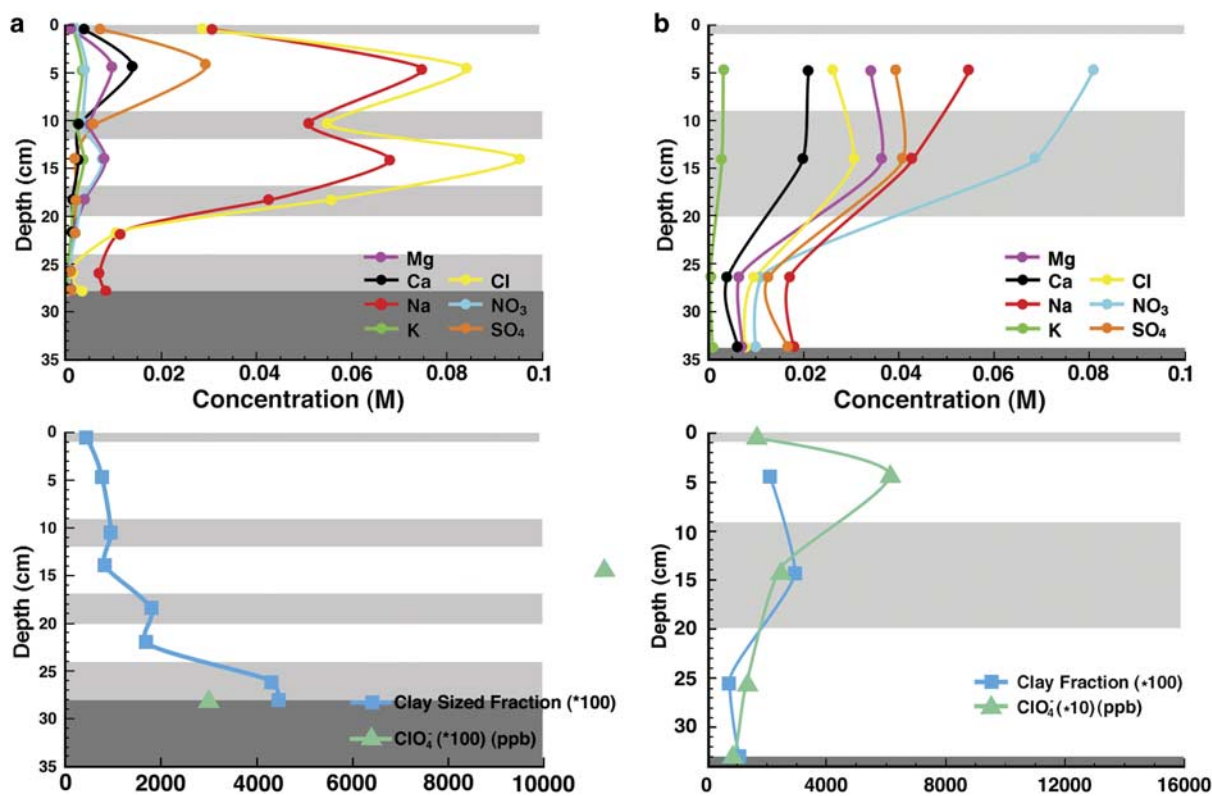 a
0
5
10
15
20
25
30
35
Depth (cm)
Mg
Ca
Na
K
Cl
NO₃
SO₄
0 0.02 0.04 0.06 0.08 0.1
Concentration (M)
b
0
5
10
15
20
25
30
35
Depth (cm)
Mg
Ca
Na
K
Cl
NO₃
SO₄
0 0.02 0.04 0.06 0.08 0.1
Concentration (M)
0
5
10
15
20
25
30
35
Depth (cm)
Clay Sized Fraction (*100)
ClO₄⁻ (*100) (ppb)
0 2000 4000 6000 8000 10000
0
5
10
15
20
25
30
Depth (cm)
Clay Fraction (*100)
ClO₄⁻ (*10) (ppb)
0 4000 8000 12000 16000